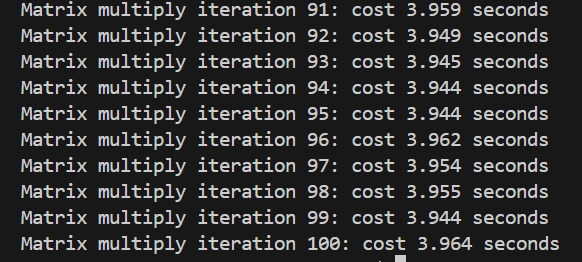 Matrix multiply iteration 91: cost 3.959 seconds
Matrix multiply iteration 92: cost 3.949 seconds
Matrix multiply iteration 93: cost 3.945 seconds
Matrix multiply iteration 94: cost 3.944 seconds
Matrix multiply iteration 95: cost 3.944 seconds
Matrix multiply iteration 96: cost 3.962 seconds
Matrix multiply iteration 97: cost 3.954 seconds
Matrix multiply iteration 98: cost 3.955 seconds
Matrix multiply iteration 99: cost 3.944 seconds
Matrix multiply iteration 100: cost 3.964 seconds